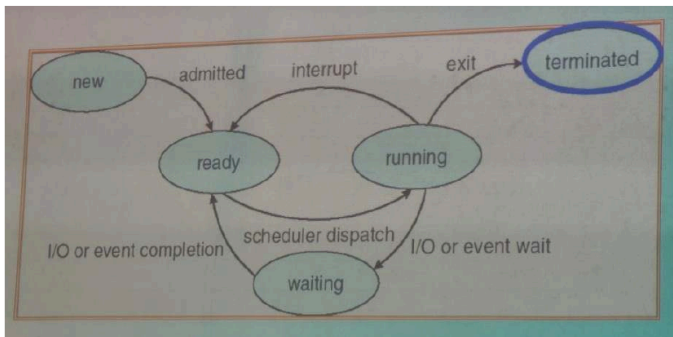 new
admitted
interrupt
exit
terminated
ready
running
scheduler dispatch
I/O or event completion
I/O or event wait
waiting